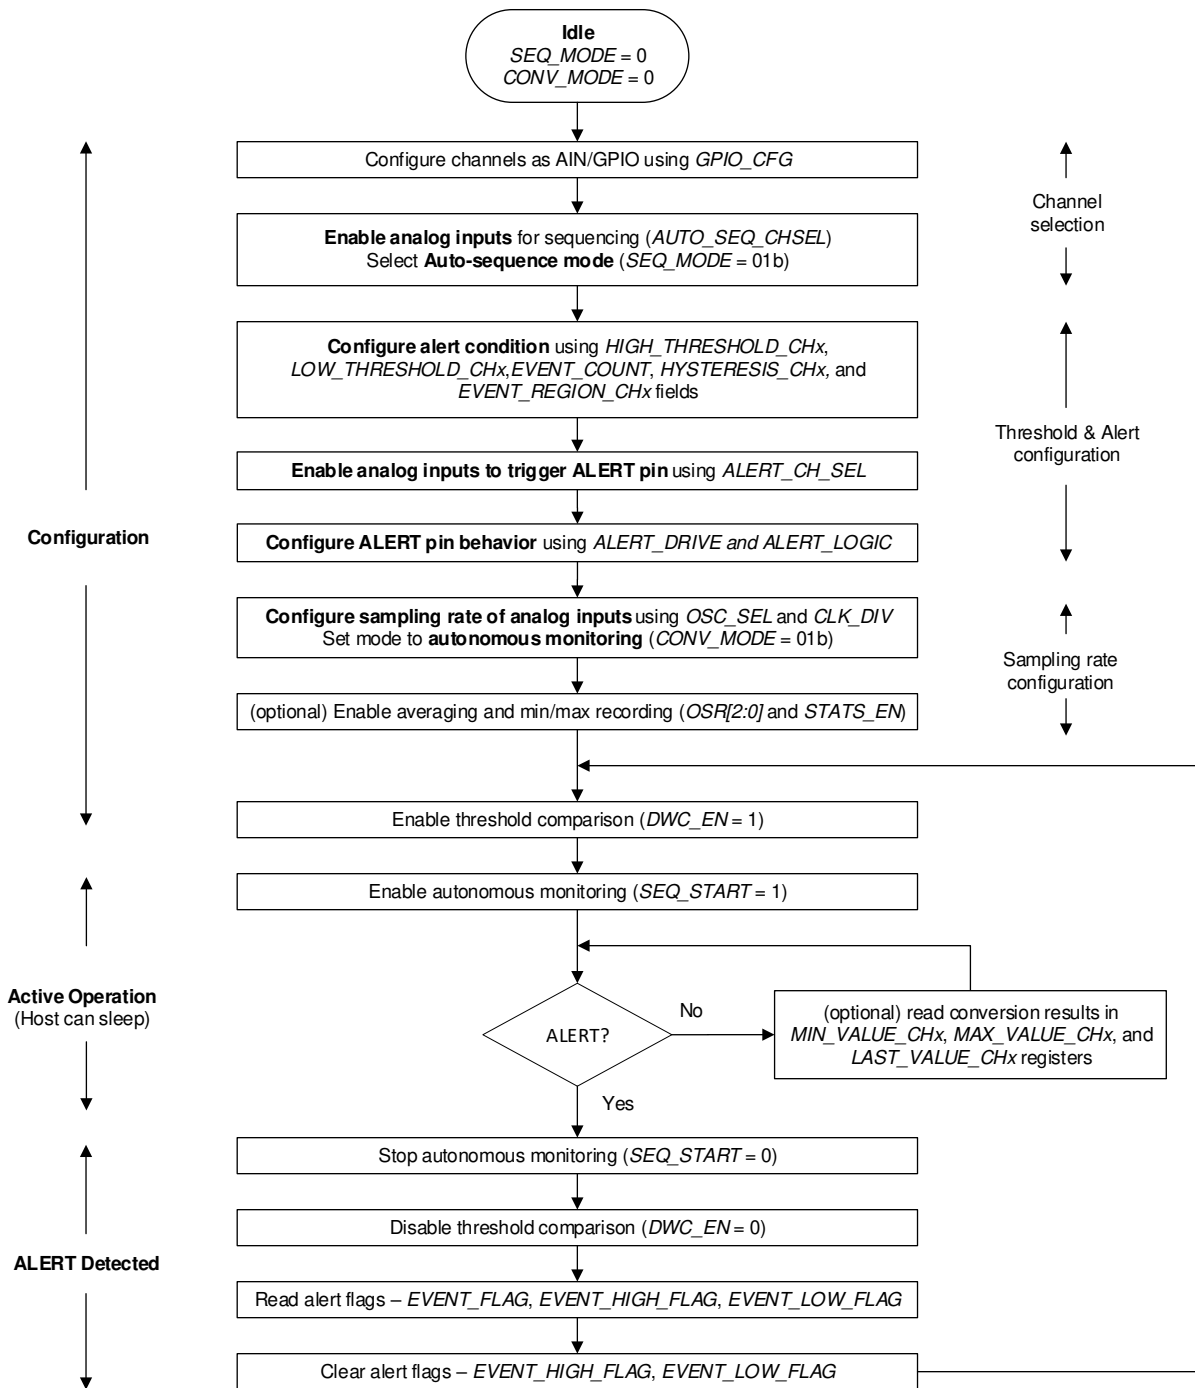 Idle
SEQ_MODE = 0
CONV_MODE = 0
Configure channels as AIN/GPIO using GPIO_CFG
Channel
selection
Enable analog inputs for sequencing (AUTO_SEQ_CHSEL)
Select Auto-sequence mode (SEQ_MODE = 01b)
Configure alert condition using HIGH_THRESHOLD_CHx,
LOW_THRESHOLD_CHx,EVENT_COUNT, HYSTERESIS_CHx, and
EVENT_REGION_CHx fields
Threshold & Alert
configuration
Enable analog inputs to trigger ALERT pin using ALERT_CH_SEL
Configuration
Configure ALERT pin behavior using ALERT_DRIVE and ALERT_LOGIC
Configure sampling rate of analog inputs using OSC_SEL and CLK_DIV
Set mode to autonomous monitoring (CONV_MODE = 01b)
Sampling rate
configuration
(optional) Enable averaging and min/max recording (OSR[2:0] and STATS_EN)
Enable threshold comparison (DWC_EN = 1)
Enable autonomous monitoring (SEQ_START = 1)
Active Operation
(Host can sleep)
ALERT?
No
(optional) read conversion results in
MIN_VALUE_CHx, MAX_VALUE_CHx, and
LAST_VALUE_CHx registers
Yes
Stop autonomous monitoring (SEQ_START = 0)
Disable threshold comparison (DWC_EN = 0)
ALERT Detected
Read alert flags – EVENT_FLAG, EVENT_HIGH_FLAG, EVENT_LOW_FLAG
Clear alert flags – EVENT_HIGH_FLAG, EVENT_LOW_FLAG